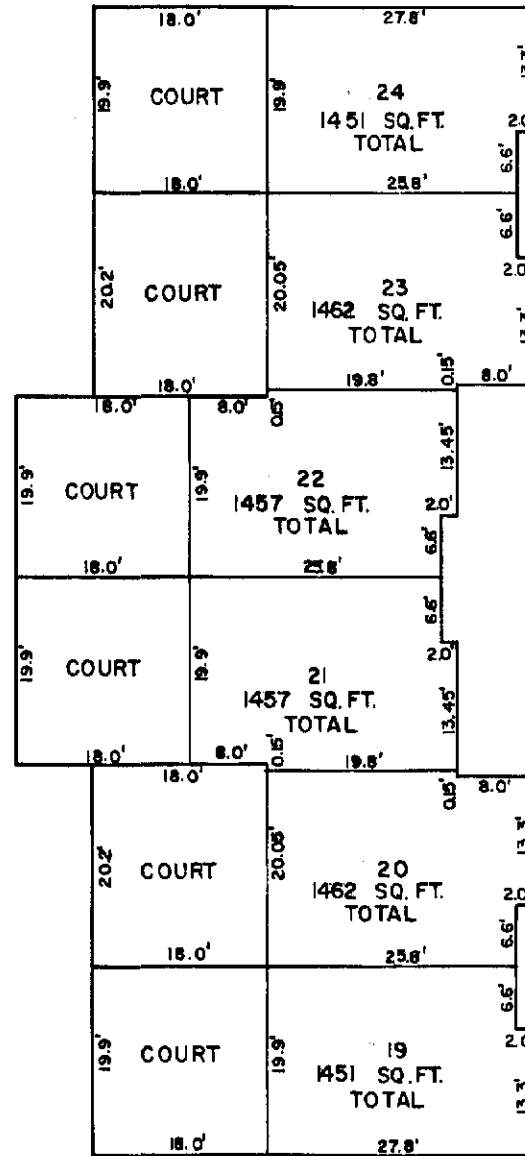 18.0' 27.8'
19.9' COURT 19.9' 24
1451 SQ. FT.
TOTAL
2.0'
6.6'
18.0' 25.8'
6.6'
20.2' COURT 20.05' 23
1462 SQ. FT.
TOTAL
2.0'
18.0' 19.8' 0.15' 8.0'
18.0' 8.0'
19.9' COURT 19.9' 22
1457 SQ. FT.
TOTAL
13.45'
2.0'
6.6'
18.0' 25.8'
6.6'
19.9' COURT 19.9' 21
1457 SQ. FT.
TOTAL
2.0'
13.45'
18.0' 8.0' 0.15' 19.8'
18.0' 0.15' 8.0'
20.2' COURT 20.05' 20
1462 SQ. FT.
TOTAL
2.0'
6.6'
18.0' 25.8'
6.6'
19.9' COURT 19.9' 19
1451 SQ. FT.
TOTAL
2.0'
18.0' 27.8'